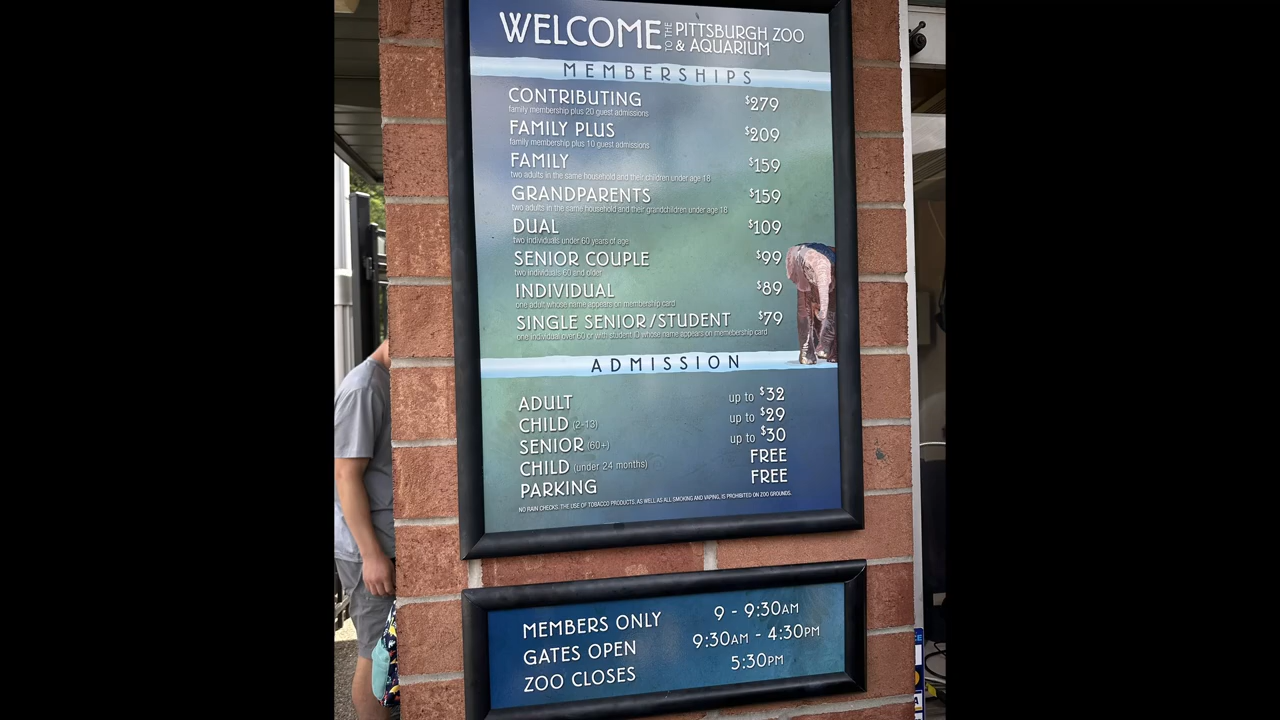 WELCOME TO THE PITTSBURGH ZOO & AQUARIUM
MEMBERSHIPS
CONTRIBUTING $279
family membership plus 20 guest admissions
FAMILY PLUS $209
family membership plus 10 guest admissions
FAMILY $159
two adults in the same household and their children under age 18
GRANDPARENTS $159
two adults in the same household and their grandchildren under age 18
DUAL $109
two individuals under 60 years of age
SENIOR COUPLE $99
two individuals 60 and older
INDIVIDUAL $89
one adult whose name appears on membership card
SINGLE SENIOR/STUDENT $79
one individual over 60 or with student ID, whose name appears on memebership card
ADMISSION
ADULT up to $32
CHILD (2-13) up to $29
SENIOR (60+) up to $30
CHILD (under 24 months) FREE
PARKING FREE
NO RAIN CHECKS. THE USE OF TOBACCO PRODUCTS, AS WELL AS ALL SMOKING AND VAPING, IS PROHIBITED ON ZOO GROUNDS.
MEMBERS ONLY 9 - 9:30AM
GATES OPEN 9:30AM - 4:30PM
ZOO CLOSES 5:30PM